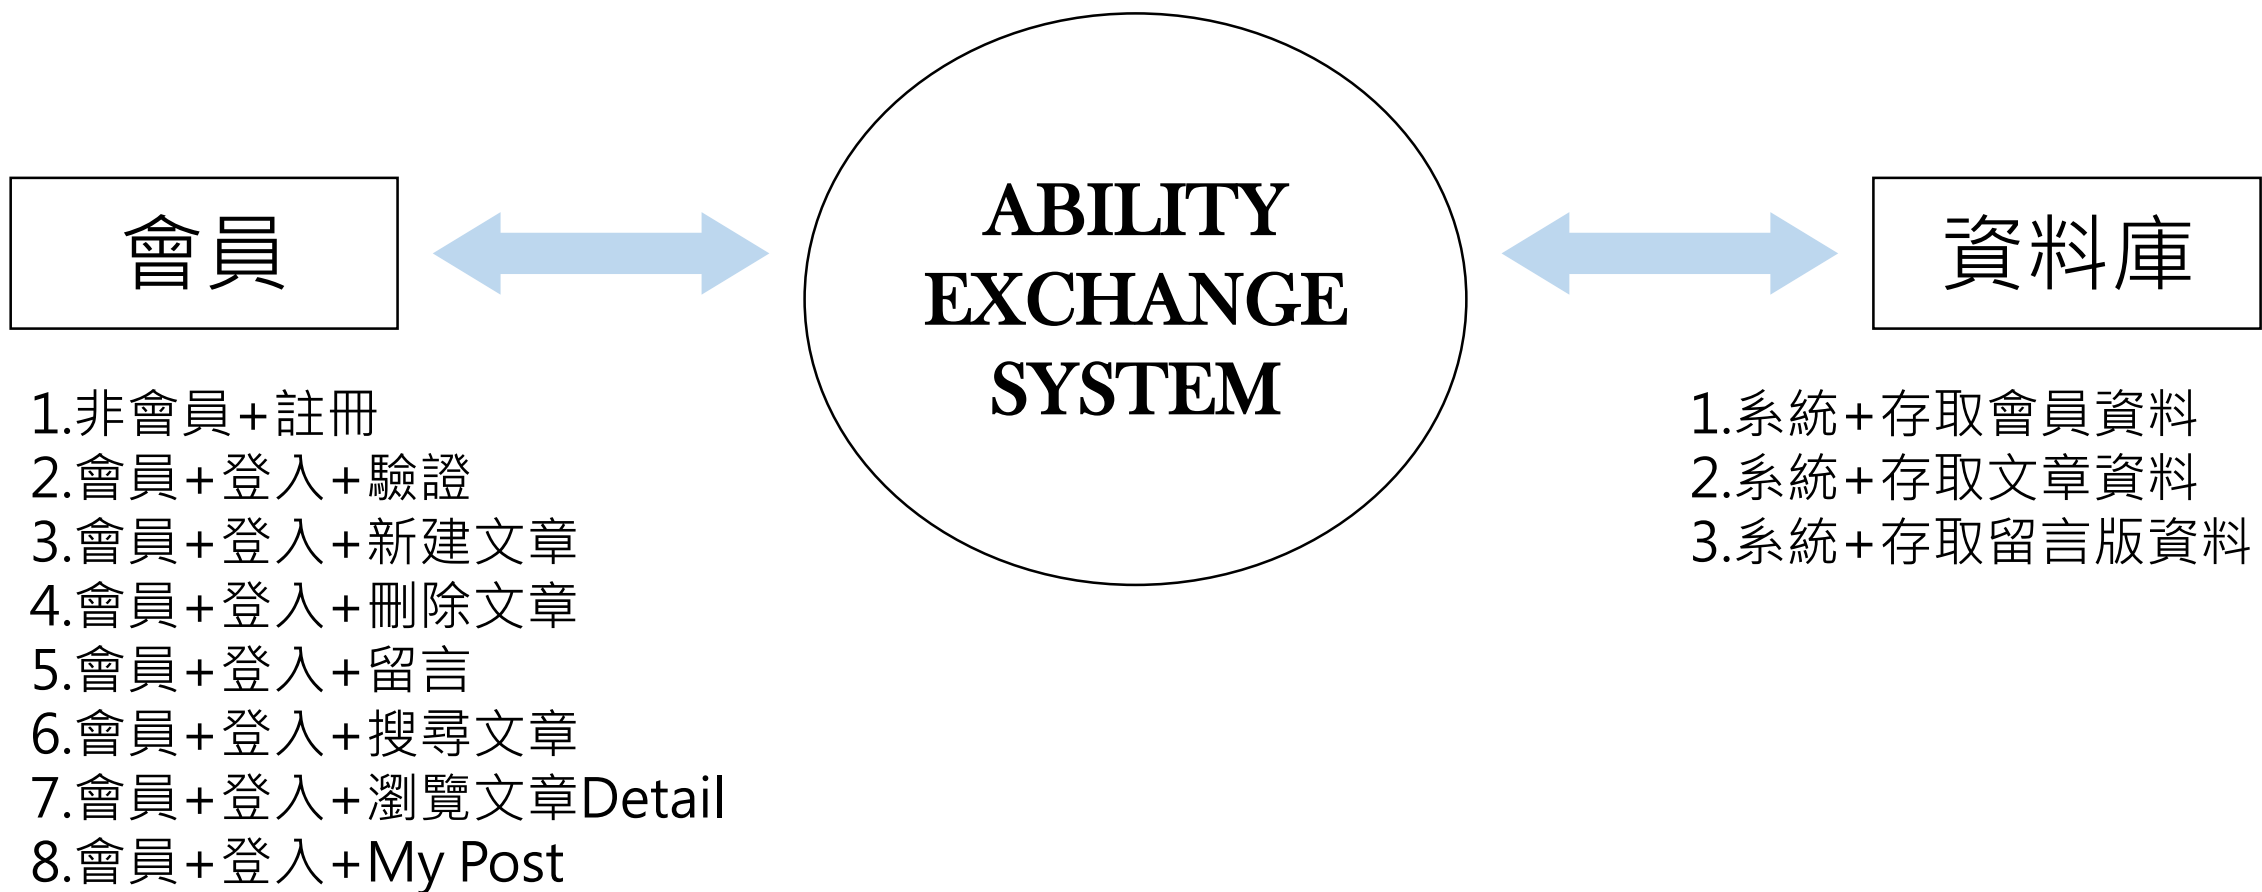 會員
ABILITY
EXCHANGE
SYSTEM
資料庫
1.非會員+註冊
2.會員+登入+驗證
3.會員+登入+新建文章
4.會員+登入+刪除文章
5.會員+登入+留言
6.會員+登入+搜尋文章
7.會員+登入+瀏覽文章Detail
8.會員+登入+My Post
1.系統+存取會員資料
2.系統+存取文章資料
3.系統+存取留言版資料